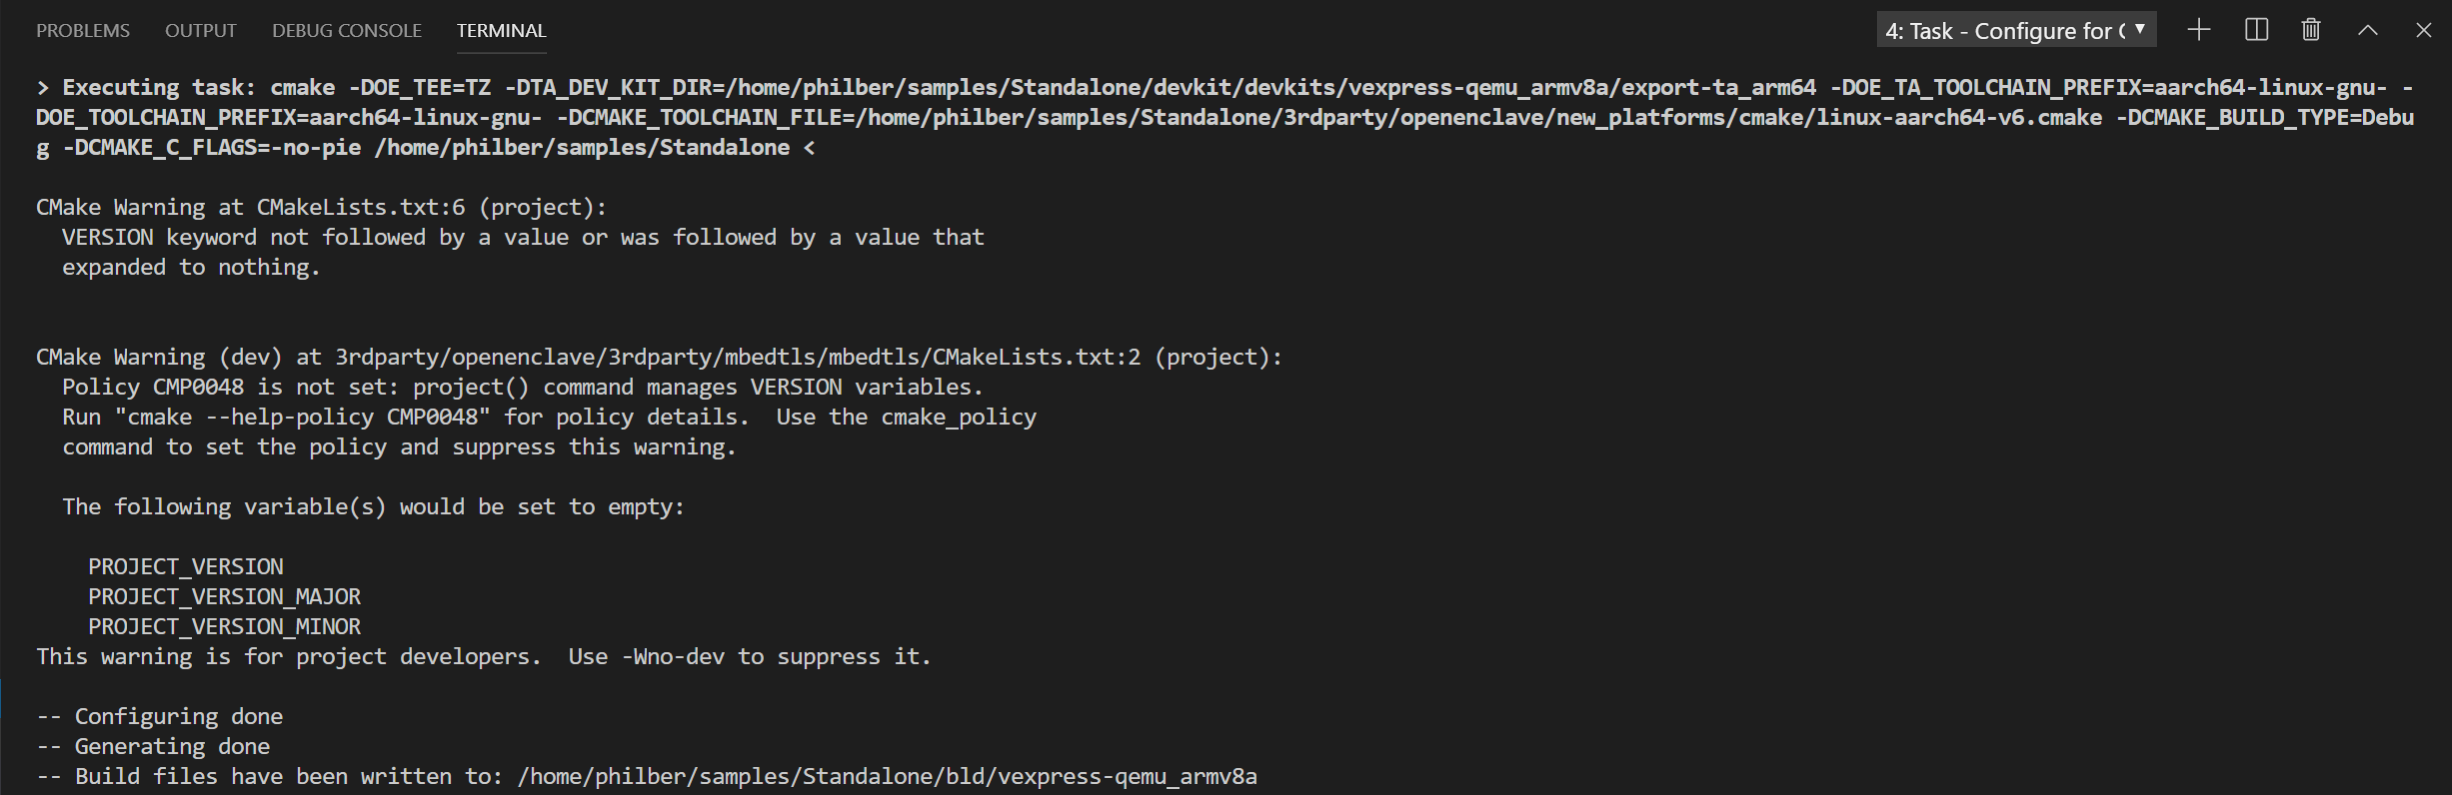 PROBLEMS OUTPUT DEBUG CONSOLE TERMINAL 4: Task - Configure for
> Executing task: cmake -DOE_TEE=TZ -DTA_DEV_KIT_DIR=/home/philber/samples/Standalone/devkit/devkits/vexpress-qemu_armv8a/export-ta_arm64 -DOE_TA_TOOLCHAIN_PREFIX=aarch64-linux-gnu- -
DOE_TOOLCHAIN_PREFIX=aarch64-linux-gnu- -DCMAKE_TOOLCHAIN_FILE=/home/philber/samples/Standalone/3rdparty/openenclave/new_platforms/cmake/linux-aarch64-v6.cmake -DCMAKE_BUILD_TYPE=Debu
g -DCMAKE_C_FLAGS=-no-pie /home/philber/samples/Standalone <
CMake Warning at CMakeLists.txt:6 (project):
VERSION keyword not followed by a value or was followed by a value that
expanded to nothing.
CMake Warning (dev) at 3rdparty/openenclave/3rdparty/mbedtls/mbedtls/CMakeLists.txt:2 (project):
Policy CMP0048 is not set: project() command manages VERSION variables.
Run "cmake --help-policy CMP0048" for policy details.  Use the cmake_policy
command to set the policy and suppress this warning.
The following variable(s) would be set to empty:
PROJECT_VERSION
PROJECT_VERSION_MAJOR
PROJECT_VERSION_MINOR
This warning is for project developers.  Use -Wno-dev to suppress it.
-- Configuring done
-- Generating done
-- Build files have been written to: /home/philber/samples/Standalone/bld/vexpress-qemu_armv8a